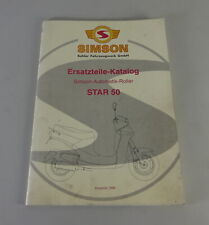 S
SIMSON
Suhler Fahrzeugwerk GmbH
Ersatzteile-Katalog
Simson-Automatik-Roller
STAR 50